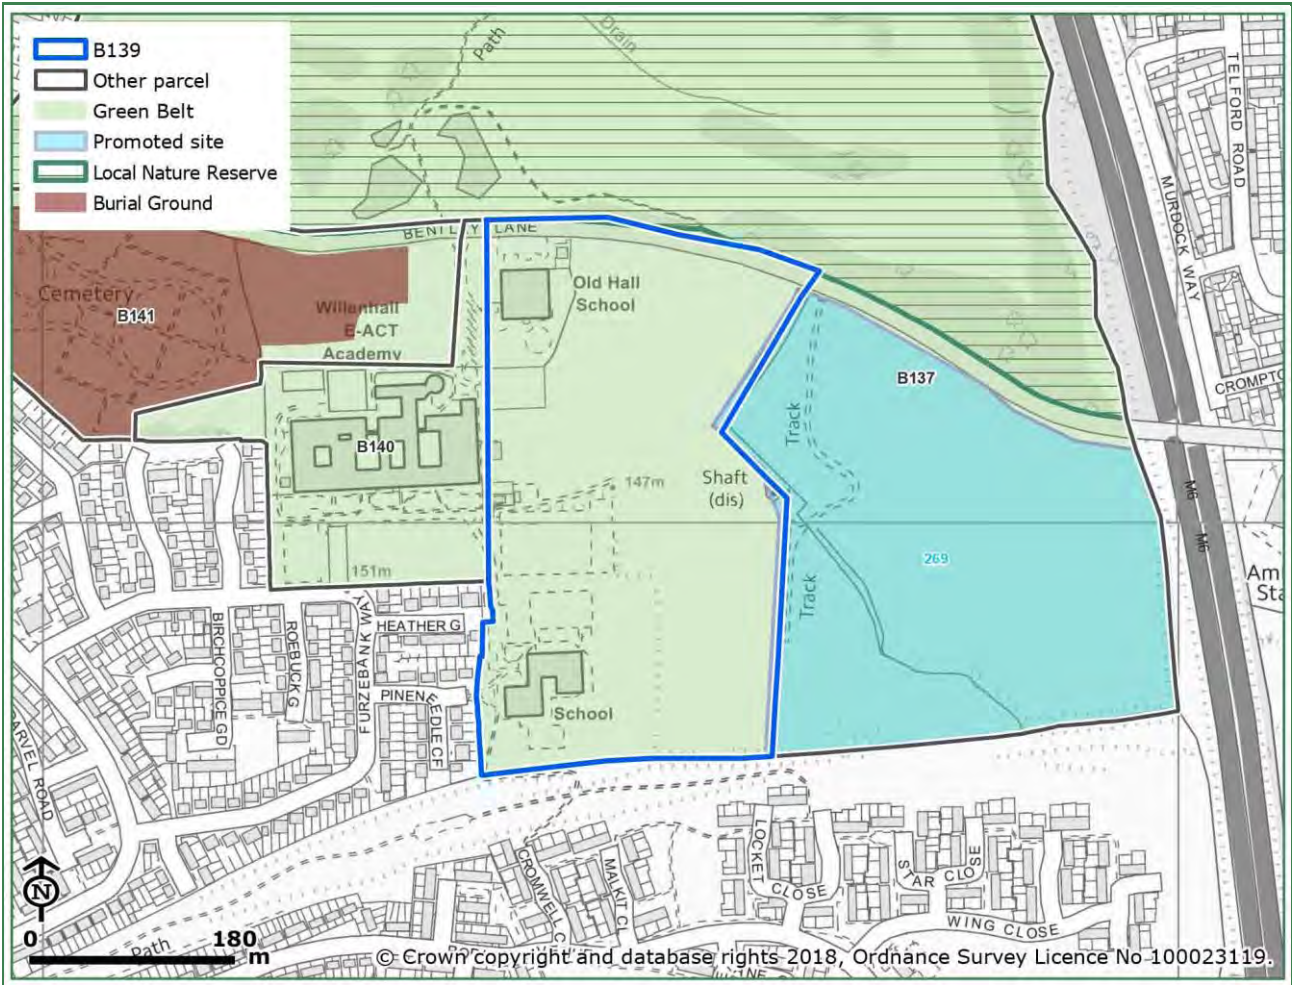 B139
Other parcel
Green Belt
Promoted site
Local Nature Reserve
Burial Ground
Path
Drain
TELFORD ROAD
MURDOCK WAY
BENTLEY LANE
Old Hall
School
Cemetery
B141
Willenhall
E-ACT
Academy
B137
CROMPTO
Track
B140
Shaft
(dis)
147m
M6
M6
151m
269
Track
Am
Sta
HEATHER G
BIRCHCOPPICE GD
ROEBUCK G
FURZEBANK WAY
PINENEEDLE CF
School
ARVEL ROAD
LOCKET CLOSE
STAR CLOSE
CROMWELL C
MALKIT CL
WING CLOSE
N
0 180
m
Path
© Crown copyright and database rights 2018, Ordnance Survey Licence No 100023119.